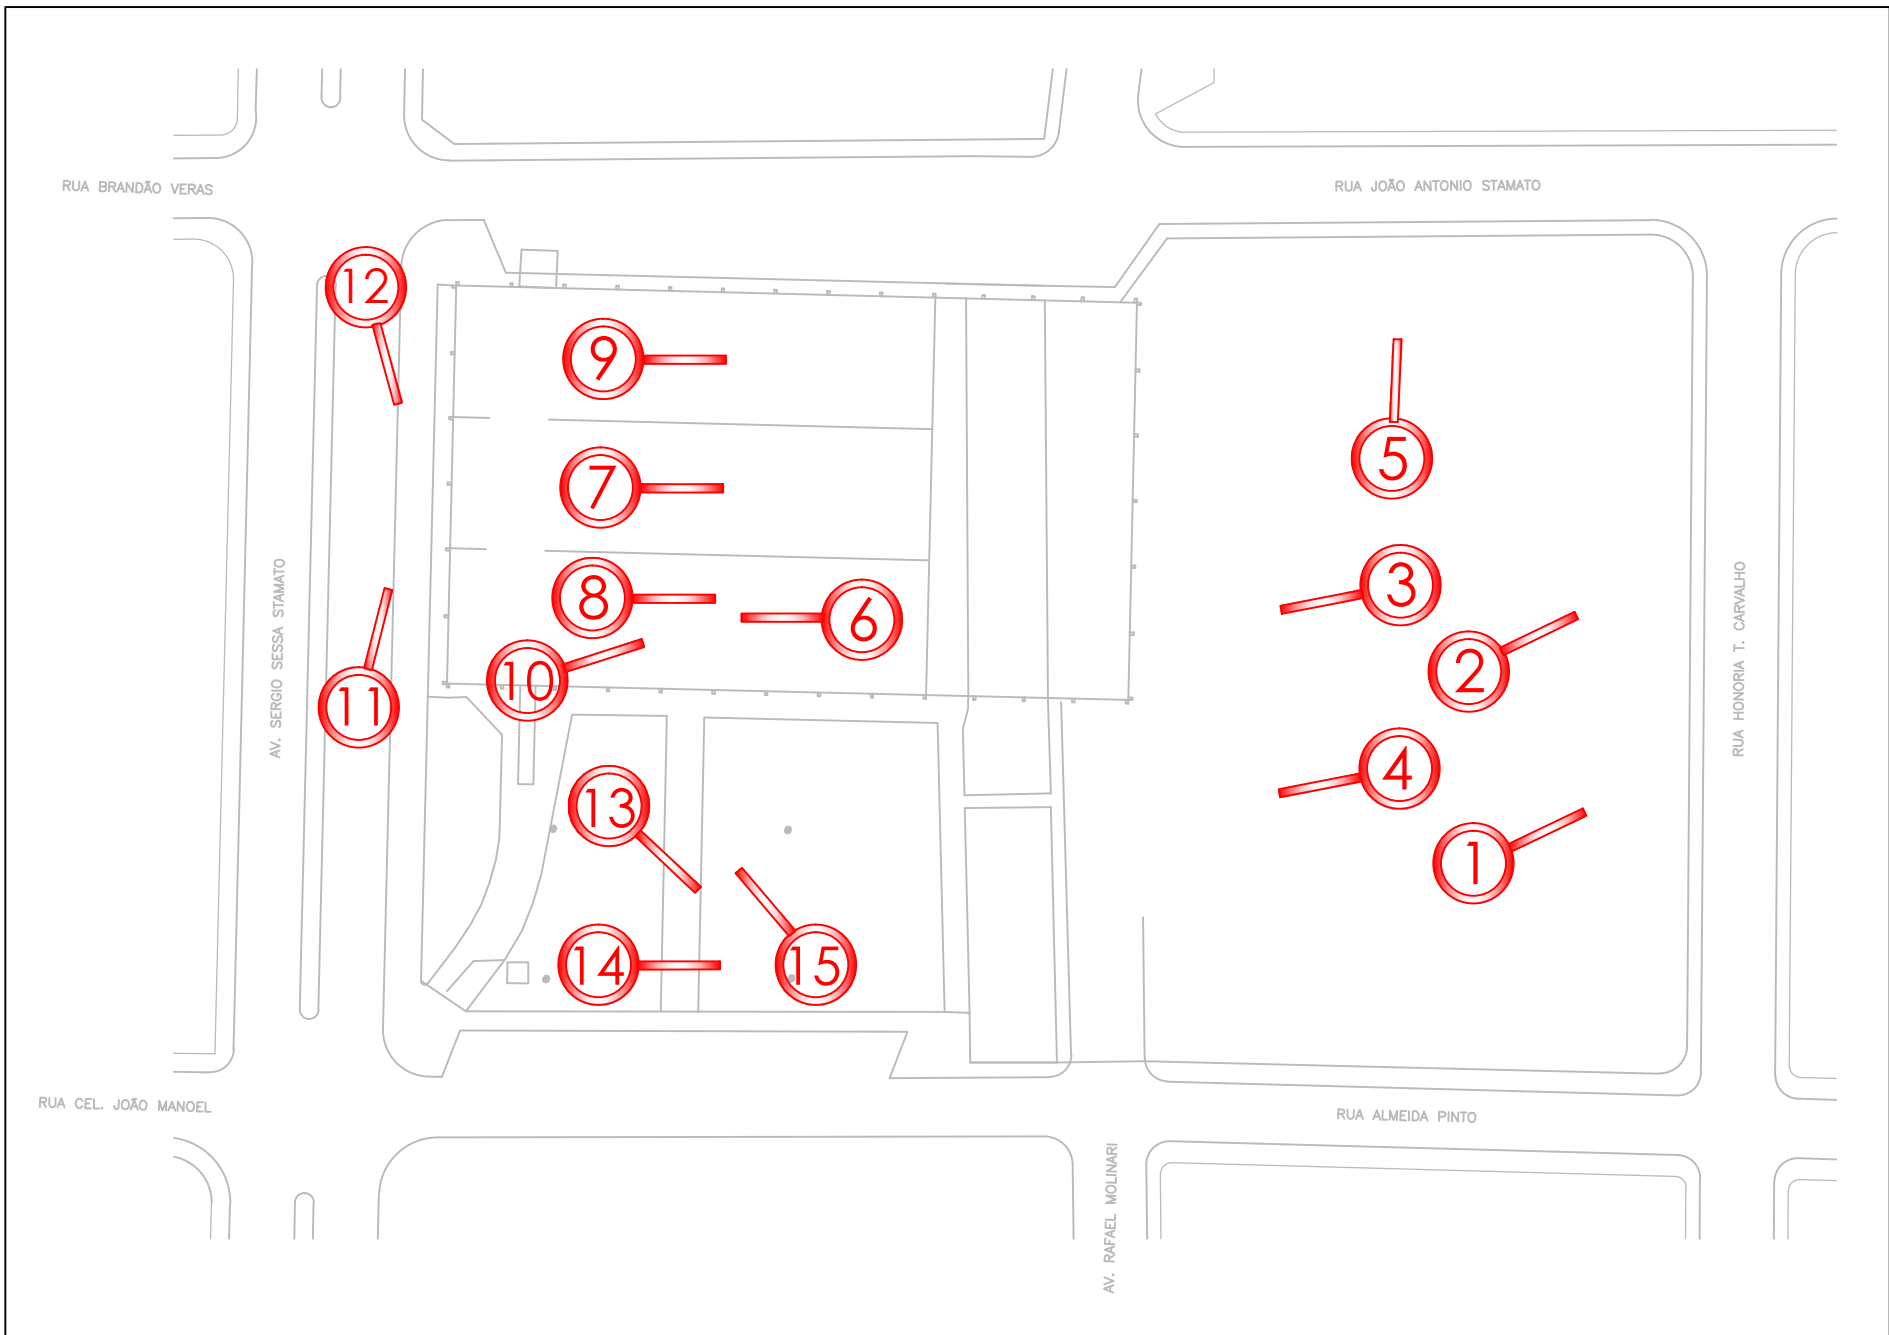 RUA BRANDÃO VERAS
RUA JOÃO ANTONIO STAMATO
12
9
5
7
3
8
6
2
10
11
AV. SERGIO SESSA STAMATO
RUA HONORIA T. CARVALHO
4
13
1
14
15
RUA CEL. JOÃO MANOEL
RUA ALMEIDA PINTO
AV. RAFAEL MOLINARI